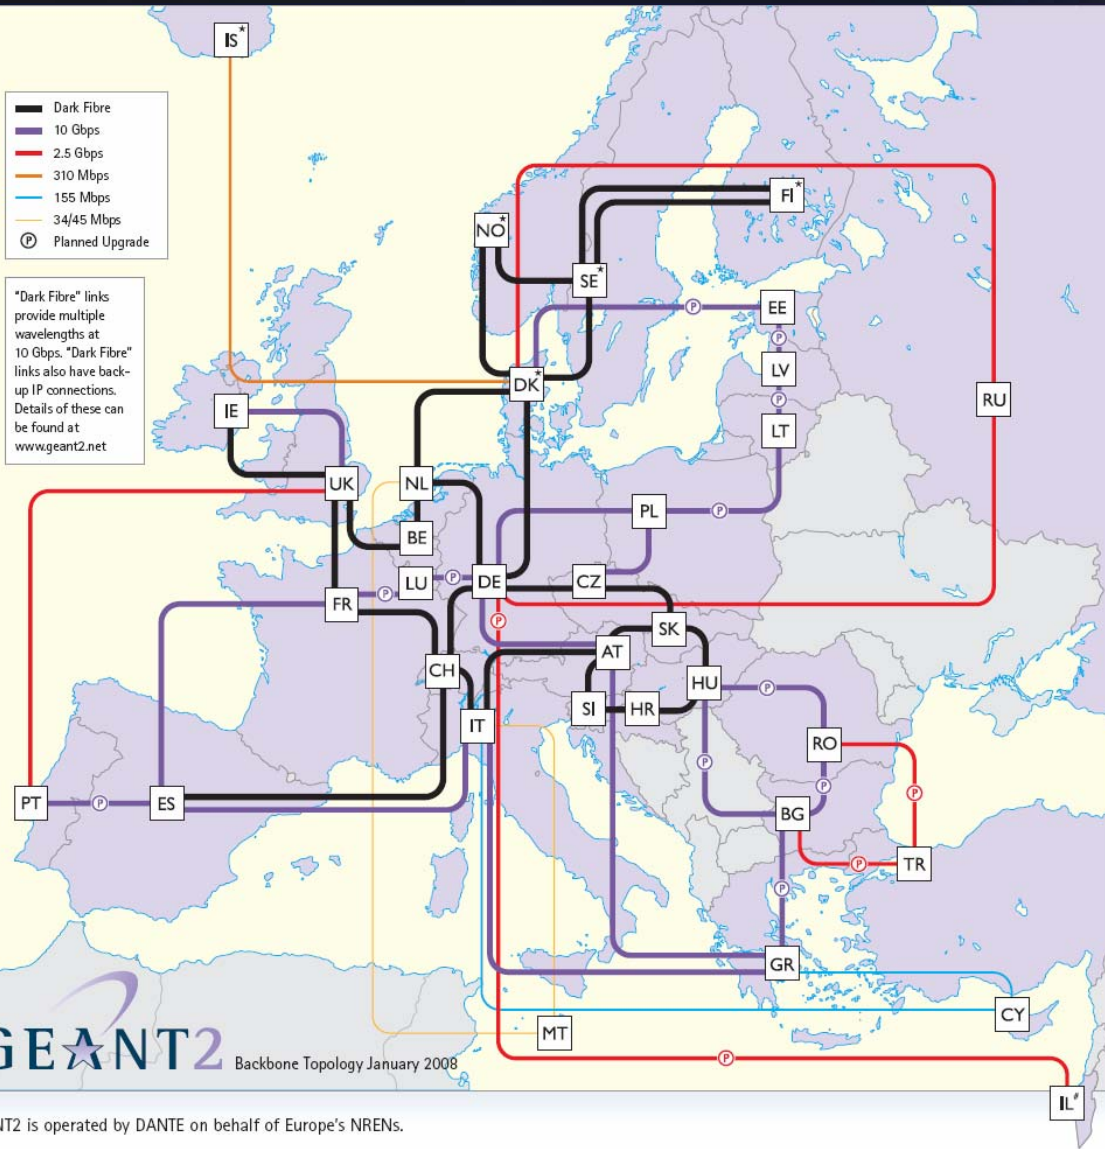 IS*
Dark Fibre
10 Gbps
2.5 Gbps
310 Mbps
155 Mbps
34/45 Mbps
P Planned Upgrade
"Dark Fibre" links
provide multiple
wavelengths at
10 Gbps. "Dark Fibre"
links also have back-
up IP connections.
Details of these can
be found at
www.geant2.net
FI*
NO*
SE*
P
EE
P
LV
DK*
P
RU
IE
LT
UK
NL
PL
P
BE
LU
P
DE
CZ
P
FR
P
SK
AT
CH
HU
P
SI
HR
IT
RO
P
P
P
PT
P
ES
BG
P
TR
P
GR
CY
MT
GEANT2
Backbone Topology January 2008
P
IL#
NT2 is operated by DANTE on behalf of Europe's NRENs.